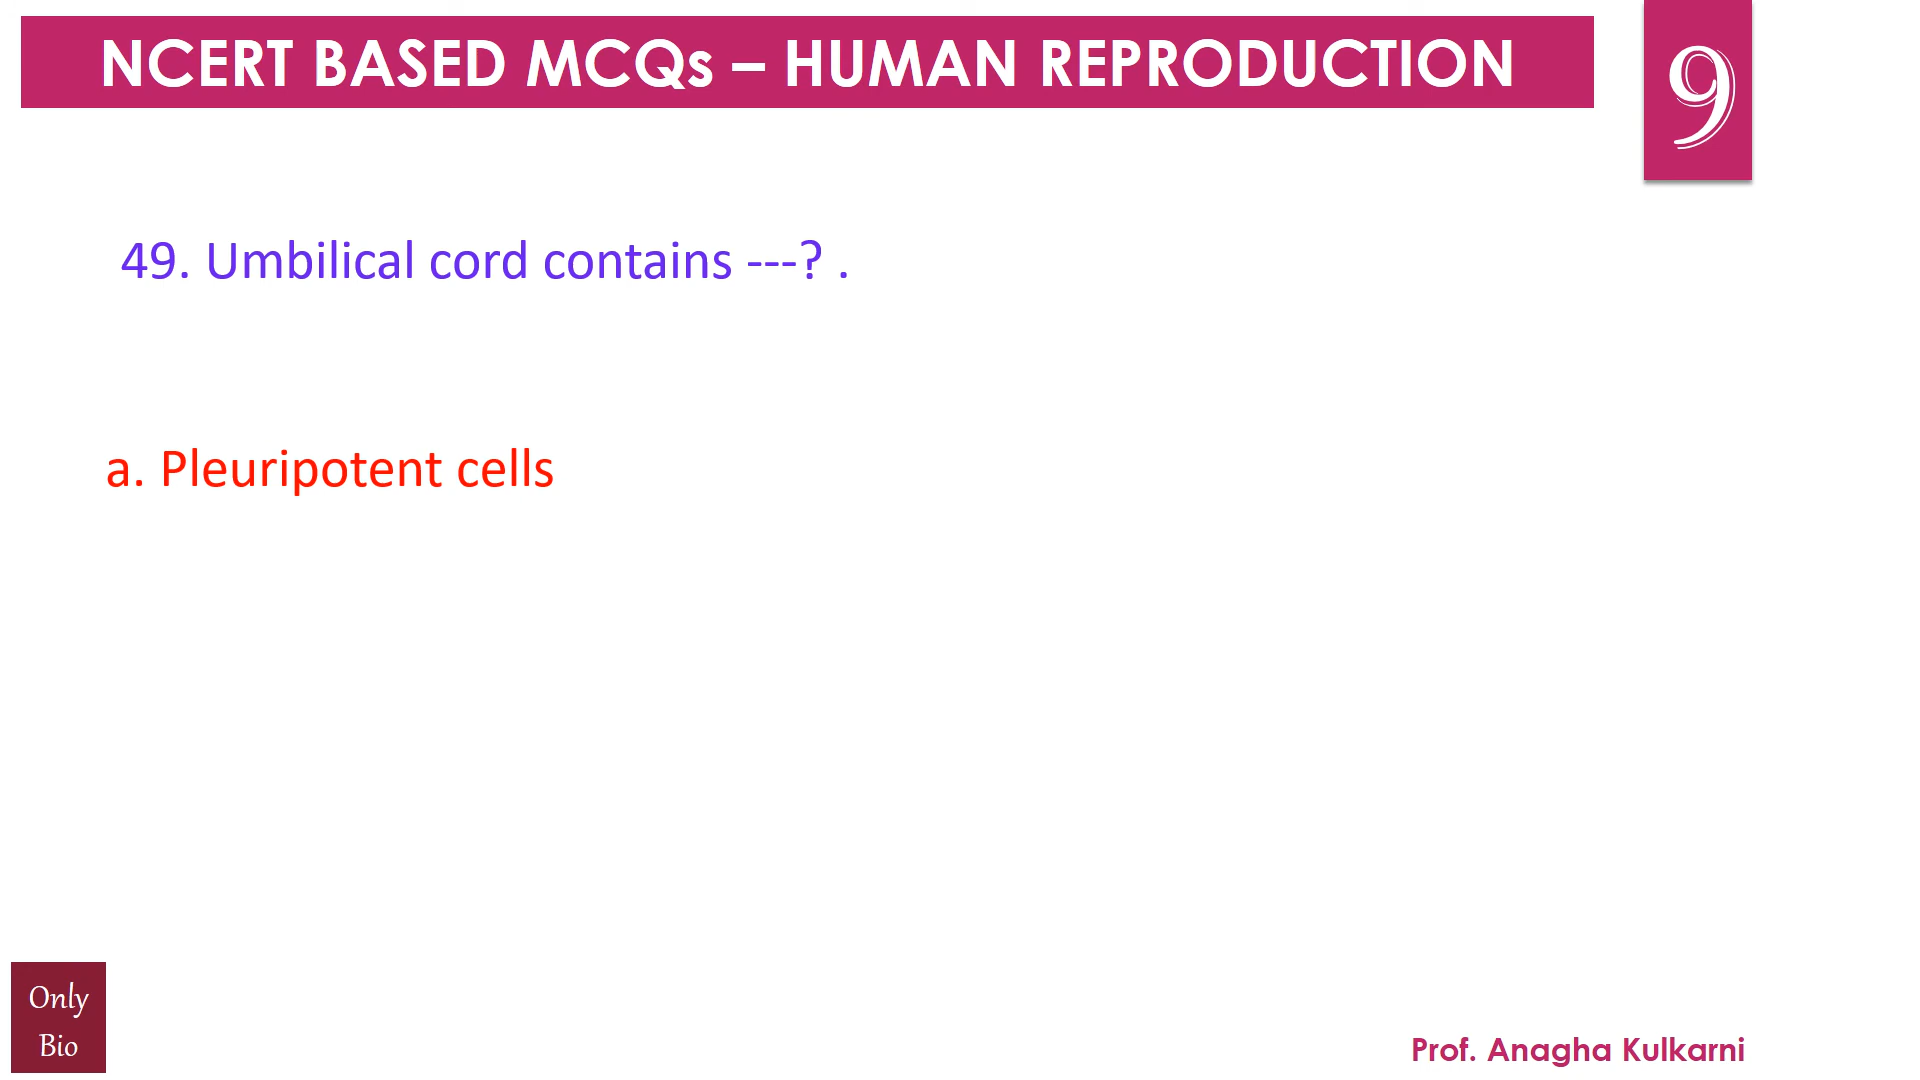 NCERT BASED MCQs – HUMAN REPRODUCTION
9
49. Umbilical cord contains ---? .
a. Pleuripotent cells
Only
Bio
Prof. Anagha Kulkarni